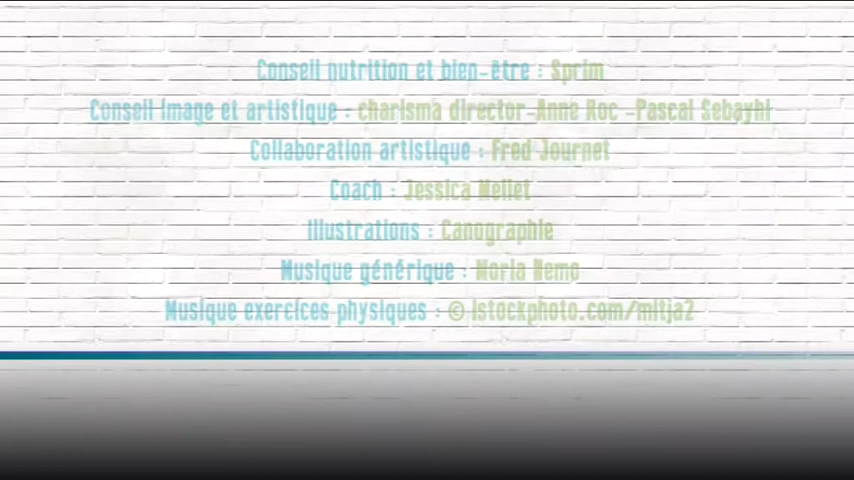 Conseil nutrition et bien-être : Sprim
Conseil image et artistique : charisma director-Anne Roc -Pascal Sebayhi
Collaboration artistique : Fred Journet
Coach : Jessica Mellet
Illustrations : Canographie
Musique générique : Noria Nemo
Musique exercices physiques : © istockphoto.com/mitja2